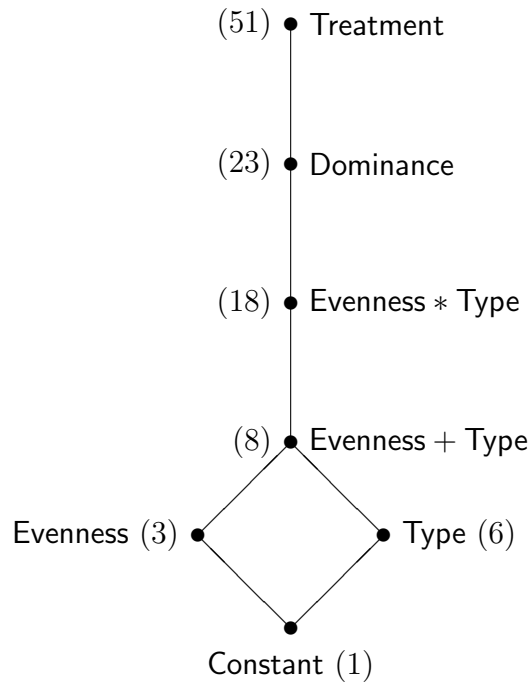 (51) Treatment
(23) Dominance
(18) Evenness ∗ Type
(8) Evenness + Type
Evenness (3) Type (6)
Constant (1)